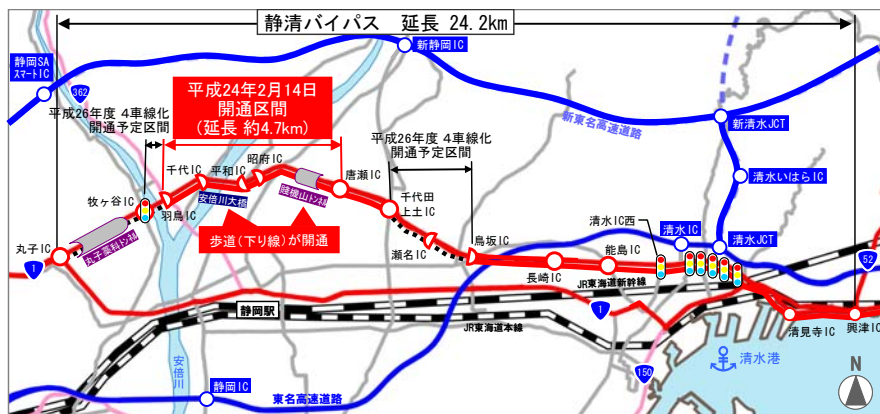 静清バイパス 延長 24.2km
静岡SA
スマートIC
新静岡IC
362
平成26年度 4車線化
開通予定区間
平成24年2月14日
開通区間
(延長 約4.7km)
平成26年度 4車線化
開通予定区間
新東名高速道路
新清水JCT
千代IC
平和IC
昭府IC
唐瀬IC
牧ヶ谷IC
羽鳥IC
安倍川大橋
賎機山トンネル
千代田
上土IC
清水いはらIC
歩道(下り線)が開通
丸子IC
丸子藁科トンネル
瀬名IC
鳥坂IC
清水IC西
清水IC
清水JCT
長崎IC
能島IC
1
52
JR東海道新幹線
静岡駅
1
JR東海道本線
清見寺IC
興津IC
安倍川
150
清水港
N
静岡IC
東名高速道路